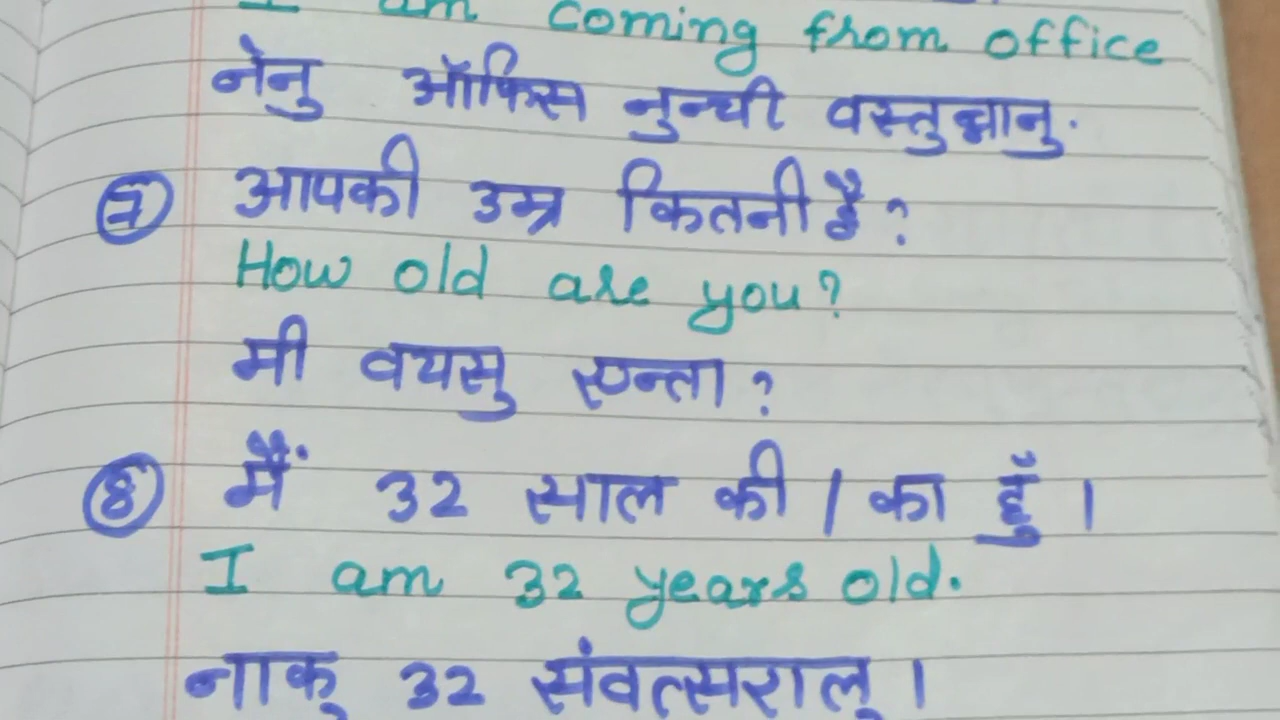 I am coming from office
नेनु ऑफिस नुन्ची वस्तुन्नानु.
7 आपकी उम्र कितनी है?
How old are you?
मी वयसु एन्ता?
8 मैं 32 साल की / का हुँ।
I am 32 years old.
नाकु 32 संवत्सरालु।